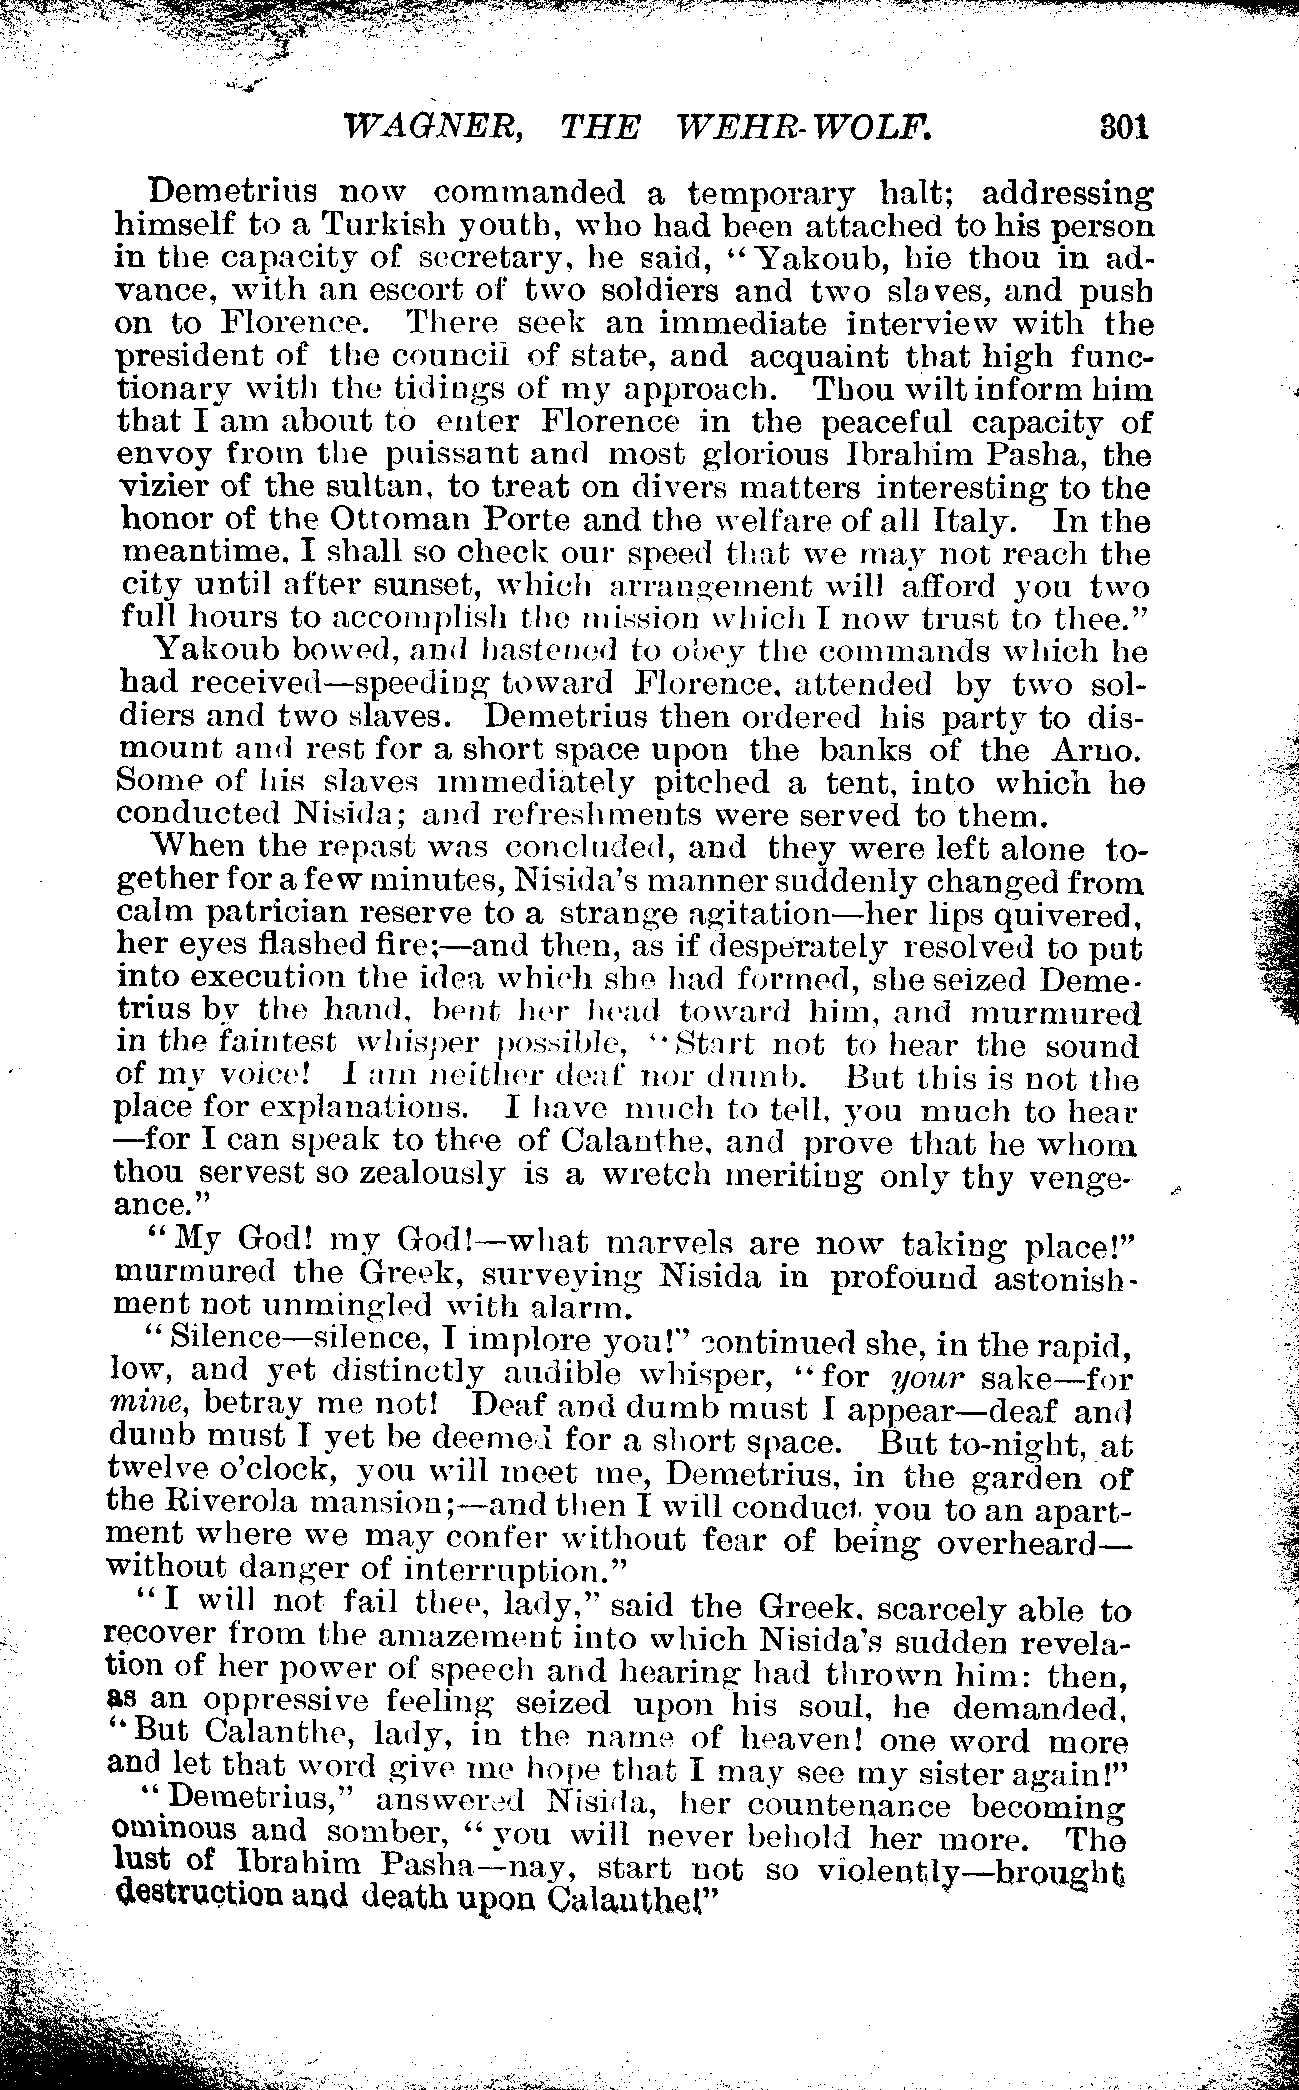 WAGNER, THE WEHR-WOLF. 301
Demetrius now commanded a temporary halt; addressing
himself to a Turkish youth, who had been attached to his person
in the capacity of secretary, he said, "Yakoub, hie thou in ad-
vance, with an escort of two soldiers and two slaves, and push
on to Florence. There seek an immediate interview with the
president of the council of state, and acquaint that high func-
tionary with the tidings of my approach. Thou wilt inform him
that I am about to enter Florence in the peaceful capacity of
envoy from the puissant and most glorious Ibrahim Pasha, the
vizier of the sultan, to treat on divers matters interesting to the
honor of the Ottoman Porte and the welfare of all Italy. In the
meantime, I shall so check our speed that we may not reach the
city until after sunset, which arrangement will afford you two
full hours to accomplish the mission which I now trust to thee."
Yakoub bowed, and hastened to obey the commands which he
had received—speeding toward Florence, attended by two sol-
diers and two slaves. Demetrius then ordered his party to dis-
mount and rest for a short space upon the banks of the Arno.
Some of his slaves immediately pitched a tent, into which he
conducted Nisida; and refreshments were served to them.
When the repast was concluded, and they were left alone to-
gether for a few minutes, Nisida's manner suddenly changed from
calm patrician reserve to a strange agitation—her lips quivered,
her eyes flashed fire;—and then, as if desperately resolved to put
into execution the idea which she had formed, she seized Deme-
trius by the hand, bent her head toward him, and murmured
in the faintest whisper possible, "Start not to hear the sound
of my voice! I am neither deaf nor dumb. But this is not the
place for explanations. I have much to tell, you much to hear
—for I can speak to thee of Calanthe, and prove that he whom
thou servest so zealously is a wretch meriting only thy venge-
ance."
"My God! my God!—what marvels are now taking place!"
murmured the Greek, surveying Nisida in profound astonish-
ment not unmingled with alarm.
"Silence—silence, I implore you!" continued she, in the rapid,
low, and yet distinctly audible whisper, "for your sake—for
mine, betray me not! Deaf and dumb must I appear—deaf and
dumb must I yet be deemed for a short space. But to-night, at
twelve o'clock, you will meet me, Demetrius, in the garden of
the Riverola mansion;—and then I will conduct you to an apart-
ment where we may confer without fear of being overheard—
without danger of interruption."
"I will not fail thee, lady," said the Greek, scarcely able to
recover from the amazement into which Nisida's sudden revela-
tion of her power of speech and hearing had thrown him: then,
as an oppressive feeling seized upon his soul, he demanded,
"But Calanthe, lady, in the name of heaven! one word more
and let that word give me hope that I may see my sister again!"
"Demetrius," answered Nisida, her countenance becoming
ominous and somber, "you will never behold her more. The
lust of Ibrahim Pasha—nay, start not so violently—brought
destruction and death upon Calanthe!"